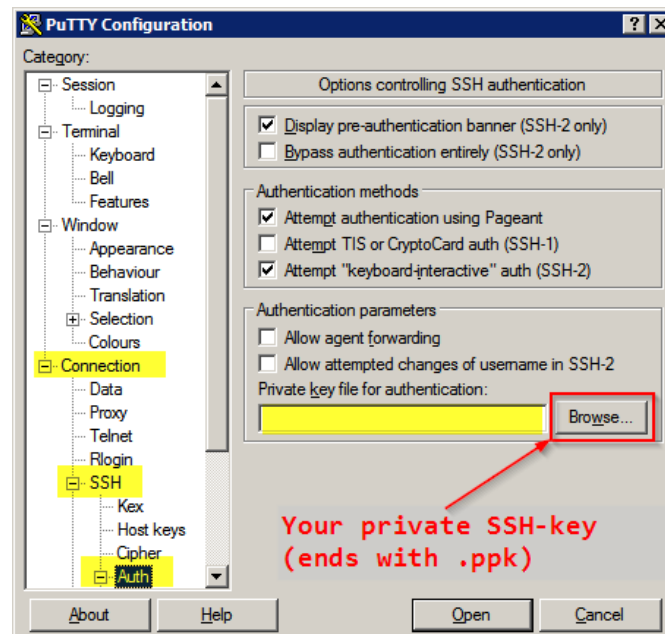 PuTTY Configuration
Category:
Session
Logging
Terminal
Keyboard
Bell
Features
Window
Appearance
Behaviour
Translation
Selection
Colours
Connection
Data
Proxy
Telnet
Rlogin
SSH
Kex
Host keys
Cipher
Auth
Options controlling SSH authentication
Display pre-authentication banner (SSH-2 only)
Bypass authentication entirely (SSH-2 only)
Authentication methods
Attempt authentication using Pageant
Attempt TIS or CryptoCard auth (SSH-1)
Attempt "keyboard-interactive" auth (SSH-2)
Authentication parameters
Allow agent forwarding
Allow attempted changes of username in SSH-2
Private key file for authentication:
Browse...
Your private SSH-key
(ends with .ppk)
About
Help
Open
Cancel